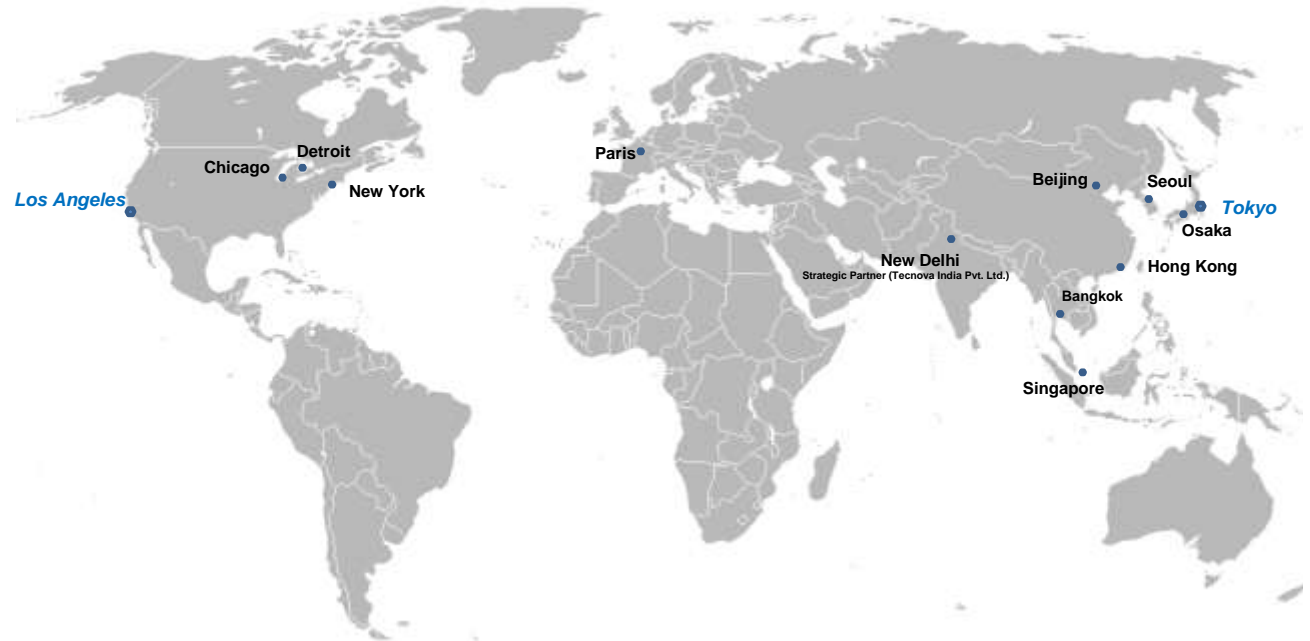 Detroit
Paris
Chicago
Beijing
Seoul
New York
Los Angeles
Tokyo
Osaka
New Delhi
Hong Kong
Strategic Partner (Tecnova India Pvt. Ltd.)
Bangkok
Singapore